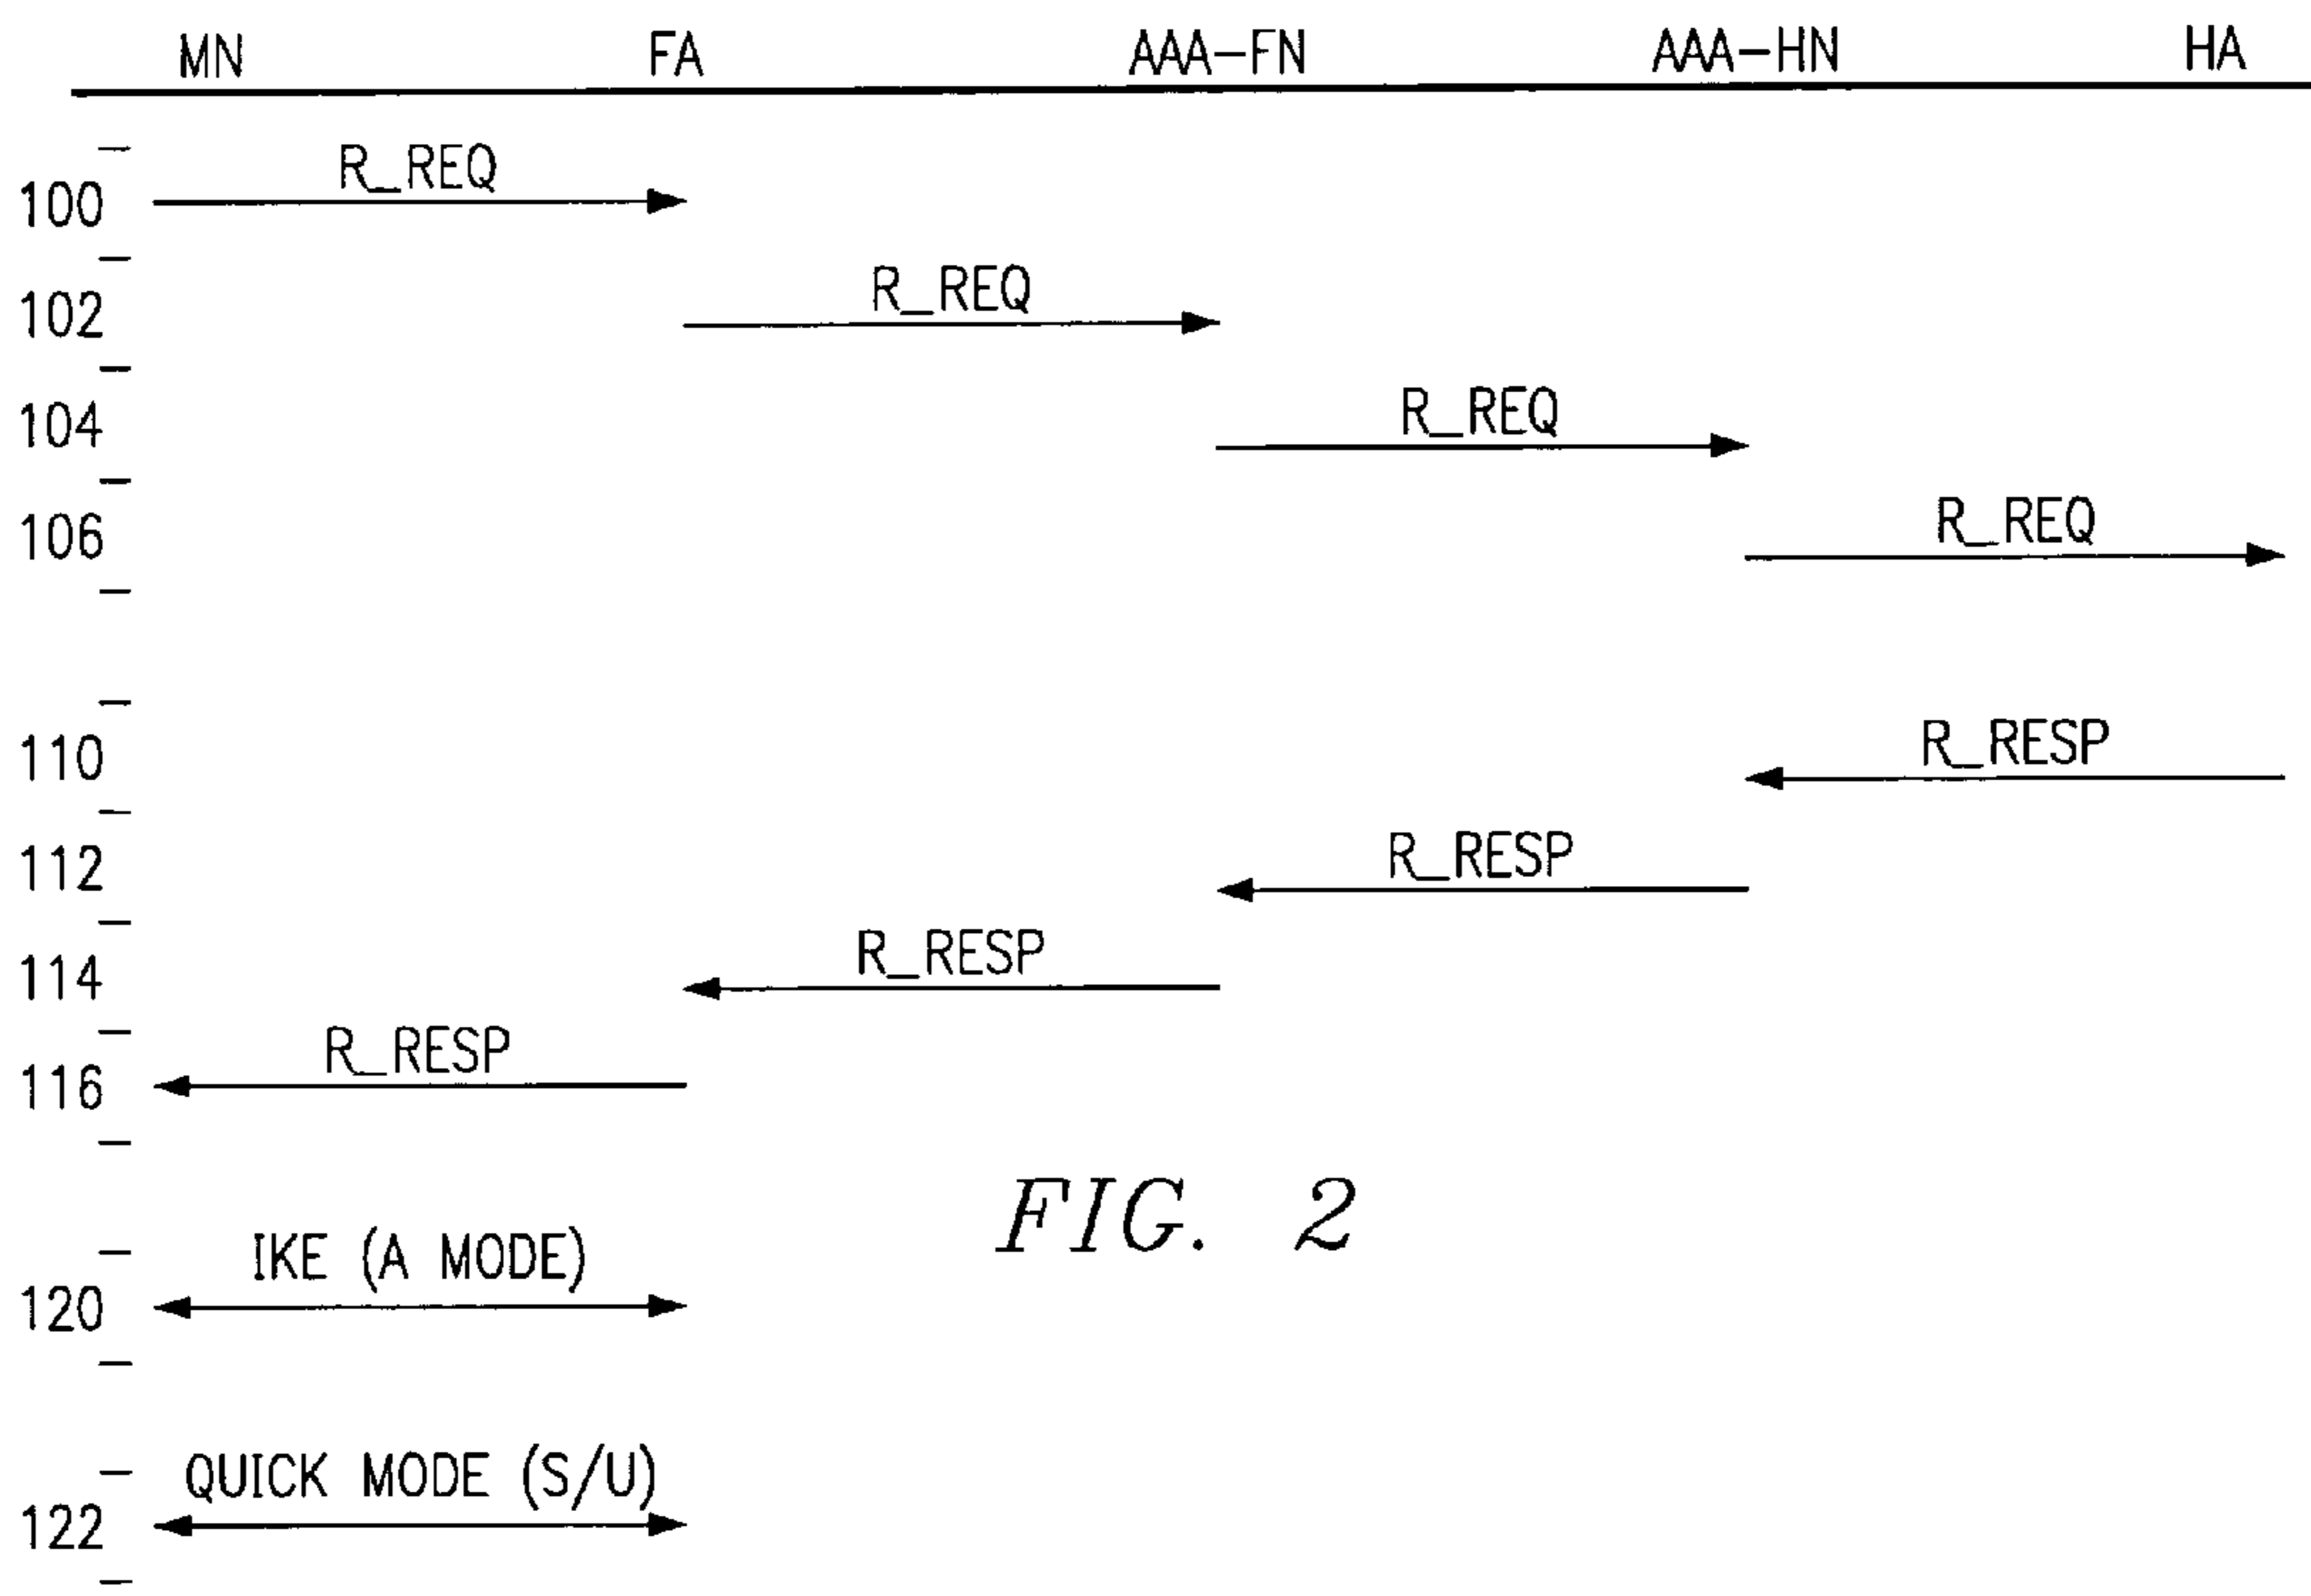 MN FA AAA-FN AAA-HN HA
R_REQ
100
R_REQ
102
R_REQ
104
R_REQ
106
R_RESP
110
R_RESP
112
R_RESP
114
R_RESP
116
FIG. 2
IKE (A MODE)
120
QUICK MODE (S/U)
122